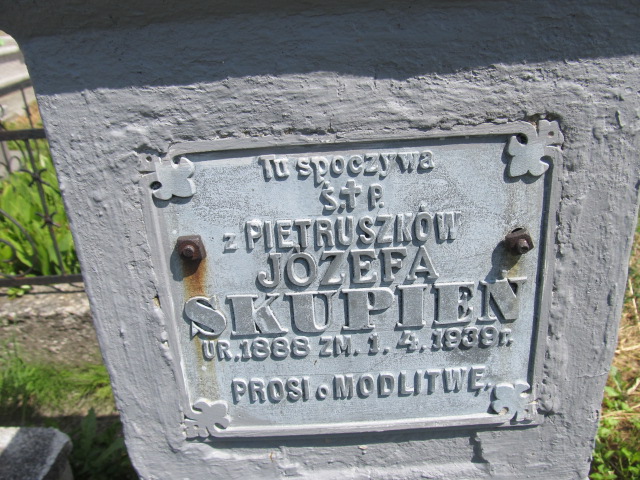 Tu spoczywa
Ś.✝P.
z PIETRUSZKÓW
JÓZEFA
SKUPIEŃ
UR. 1888 ZM. 1. 4. 1939 r.
PROSI o MODLITWĘ.